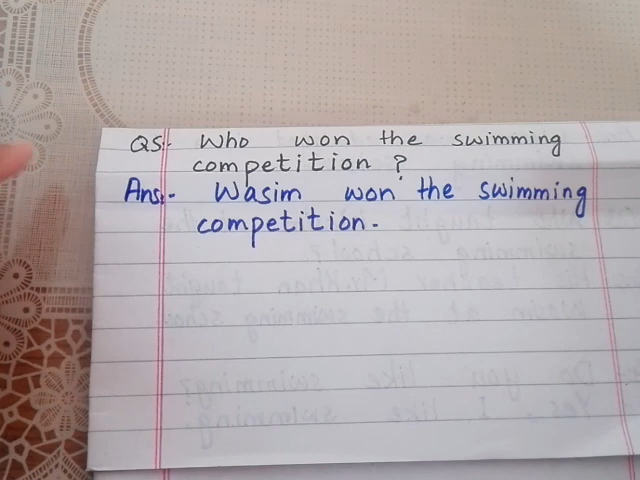 Q5:- Who won the swimming
competition ?
Ans:- Wasim won the swimming
competition.